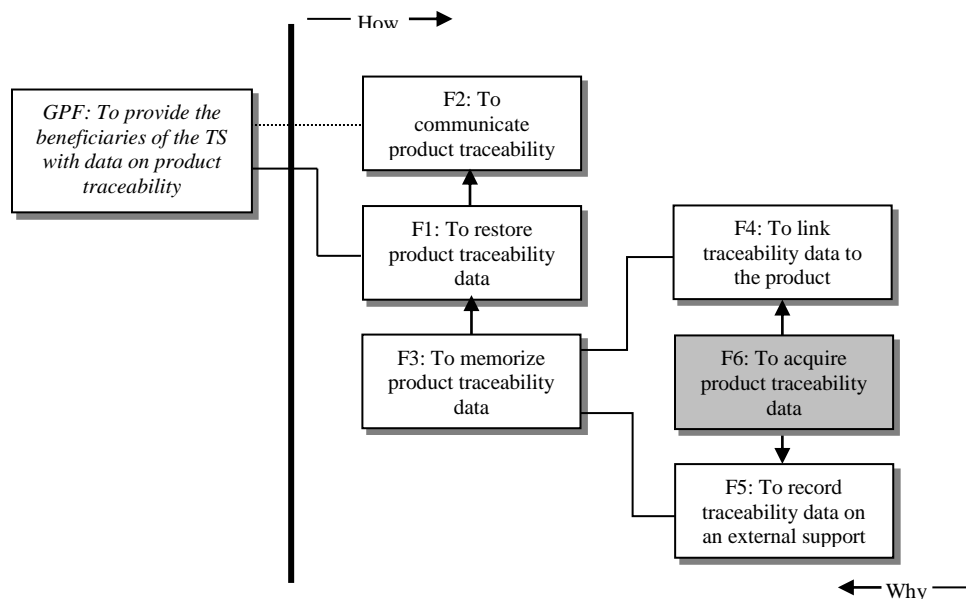 How
GPF: To provide the
beneficiaries of the TS
with data on product
traceability
F2: To
communicate
product traceability
F1: To restore
product traceability
data
F3: To memorize
product traceability
data
F4: To link
traceability data to
the product
F6: To acquire
product traceability
data
F5: To record
traceability data on
an external support
Why